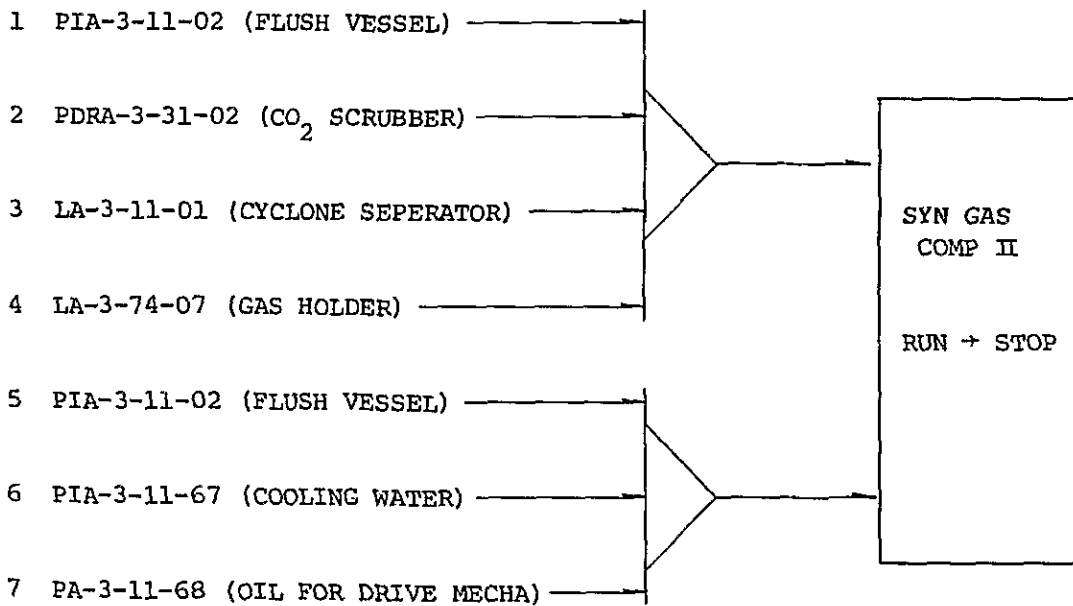 1 PIA-3-11-02 (FLUSH VESSEL)
2 PDRA-3-31-02 (CO2 SCRUBBER)
3 LA-3-11-01 (CYCLONE SEPERATOR)
4 LA-3-74-07 (GAS HOLDER)
SYN GAS
COMP II
RUN → STOP
5 PIA-3-11-02 (FLUSH VESSEL)
6 PIA-3-11-67 (COOLING WATER)
7 PA-3-11-68 (OIL FOR DRIVE MECHA)